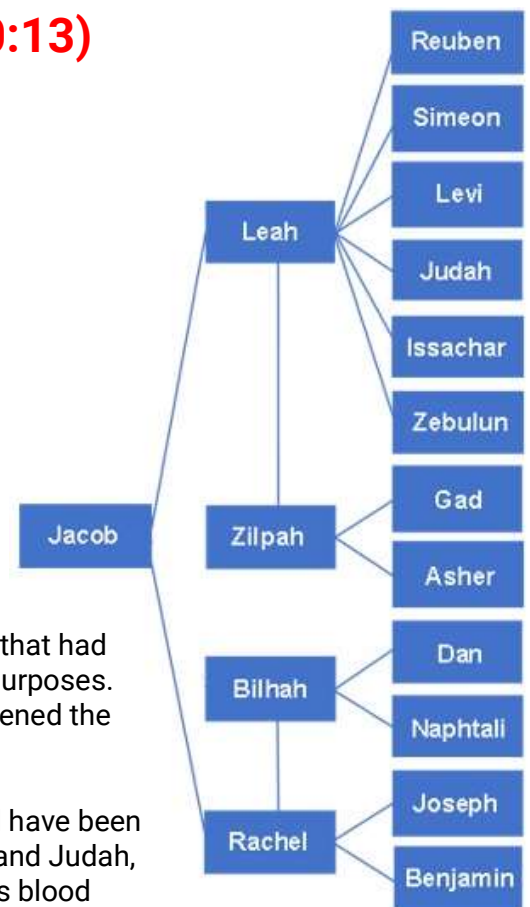 0:13)
Reuben
Simeon
Levi
Leah
Judah
Issachar
Zebulun
Gad
Jacob
Zilpah
Asher
that had
Dan
urposes.
Bilhah
ened the
Naphtali
Joseph
have been
Rachel
and Judah,
Benjamin
s blood